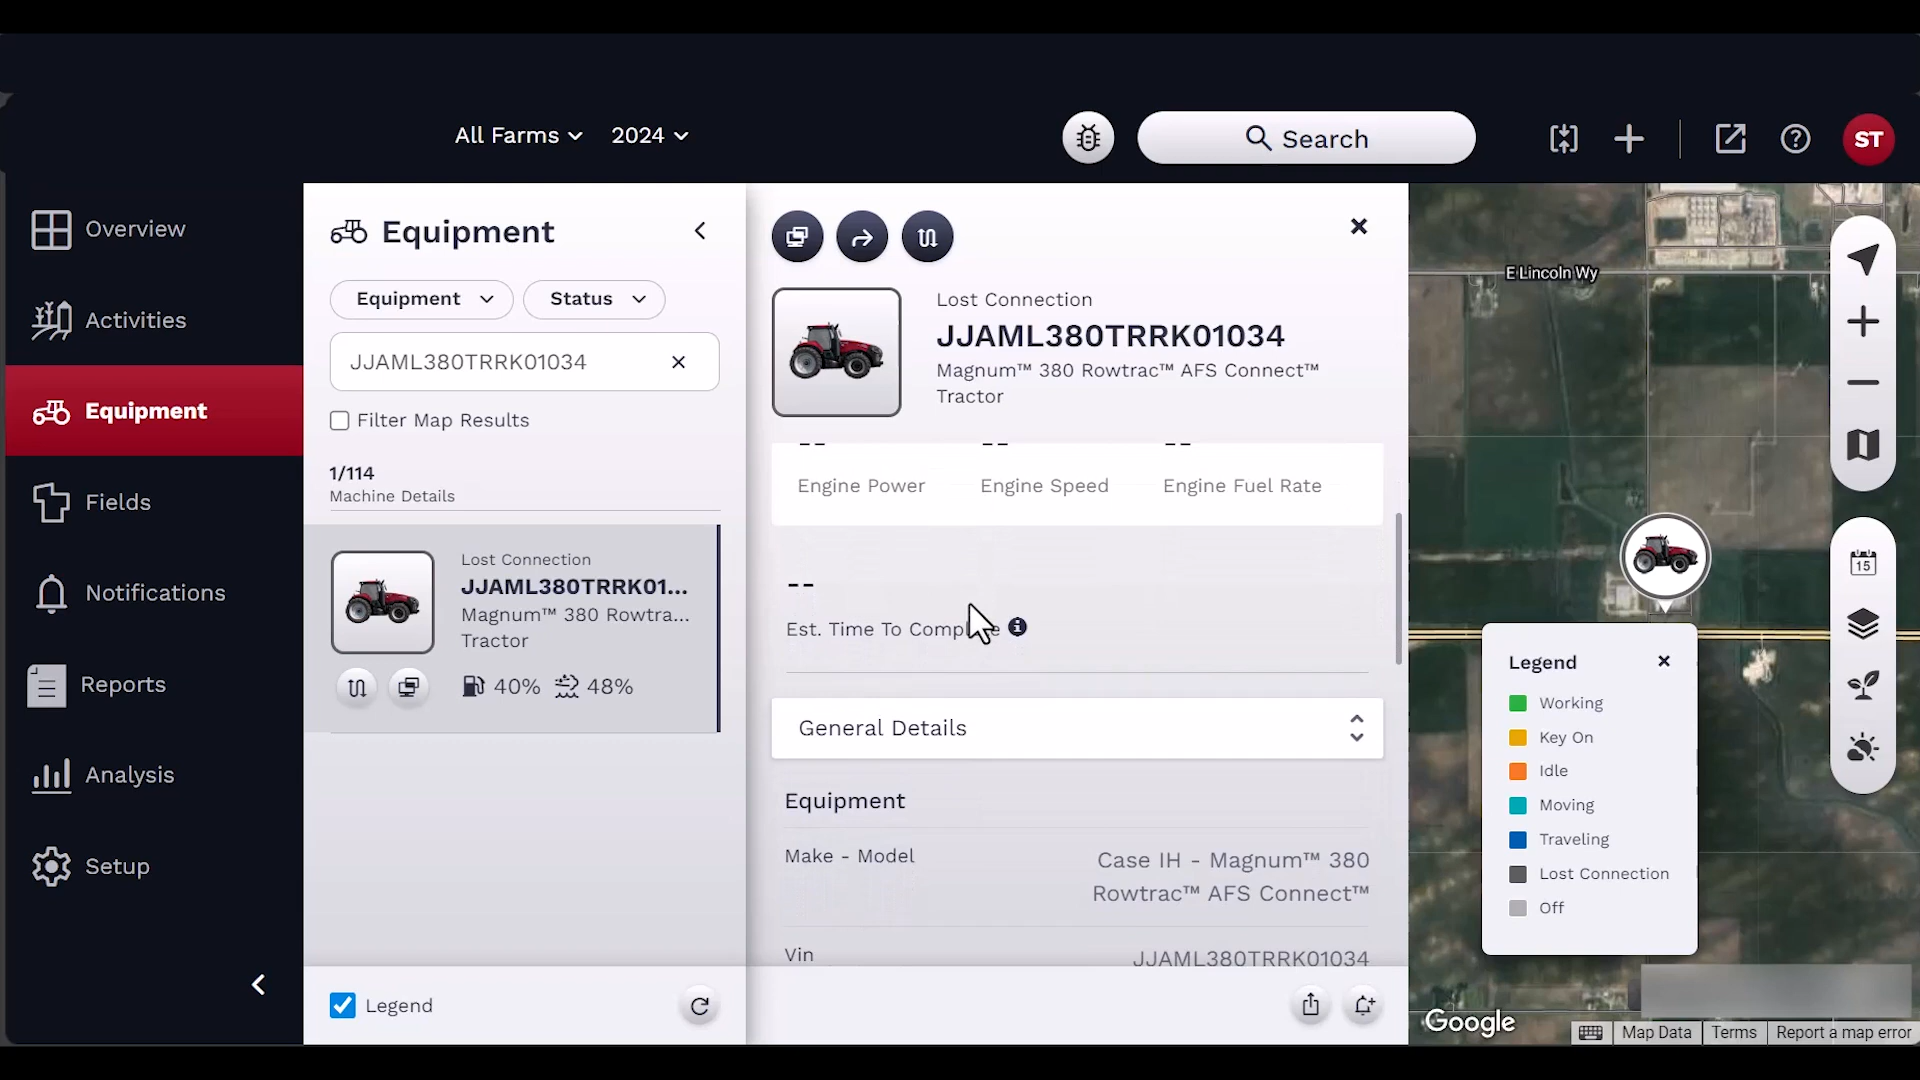 All Farms
2024
Search
ST
Overview
Activities
Equipment
Fields
Notifications
Reports
Analysis
Setup
Equipment
Equipment
Status
JJAML380TRRK01034
Filter Map Results
1/114
Machine Details
Lost Connection
JJAML380TRRK01...
Magnum™ 380 Rowtra...
Tractor
40%
48%
Legend
Lost Connection
JJAML380TRRK01034
Magnum™ 380 Rowtrac™ AFS Connect™
Tractor
-- -- --
Engine Power Engine Speed Engine Fuel Rate
--
Est. Time To
General Details
Equipment
Make - Model
Case IH - Magnum™ 380
Rowtrac™ AFS Connect™
Vin
JJAML380TRRK01034
E Lincoln Wy
15
Legend
Working
Key On
Idle
Moving
Traveling
Lost Connection
Off
Google
Map Data
Terms
Report a map error